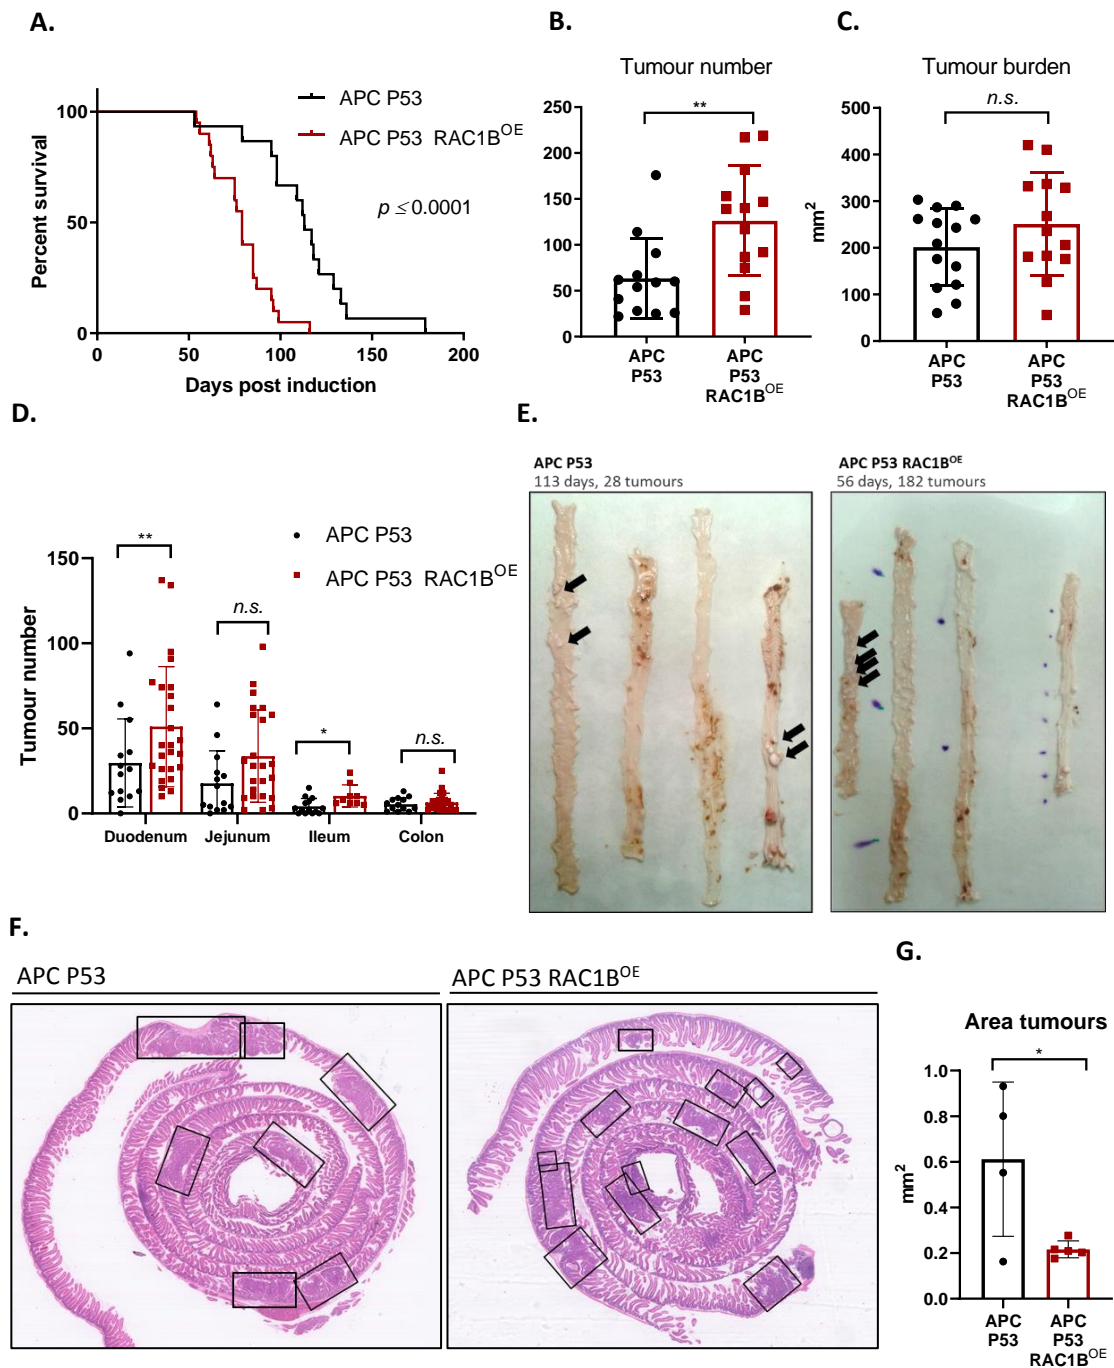 A.
APC P53
APC P53 RAC1B^OE
p ≤0.0001
Percent survival
100
50
0
0 50 100 150 200
Days post induction
B.
Tumour number
**
250
200
150
100
50
0
APC
P53
APC
P53
RAC1B^OE
C.
Tumour burden
n.s.
mm²
500
400
300
200
100
0
APC
P53
APC
P53
RAC1B^OE
D.
APC P53
APC P53 RAC1B^OE
Tumour number
150
100
50
0
**
n.s.
*
n.s.
Duodenum Jejunum Ileum Colon
E.
APC P53
113 days, 28 tumours
APC P53 RAC1B^OE
56 days, 182 tumours
F.
APC P53
APC P53 RAC1B^OE
G.
Area tumours
*
mm²
1.0
0.8
0.6
0.4
0.2
0.0
APC
P53
APC
P53
RAC1B^OE